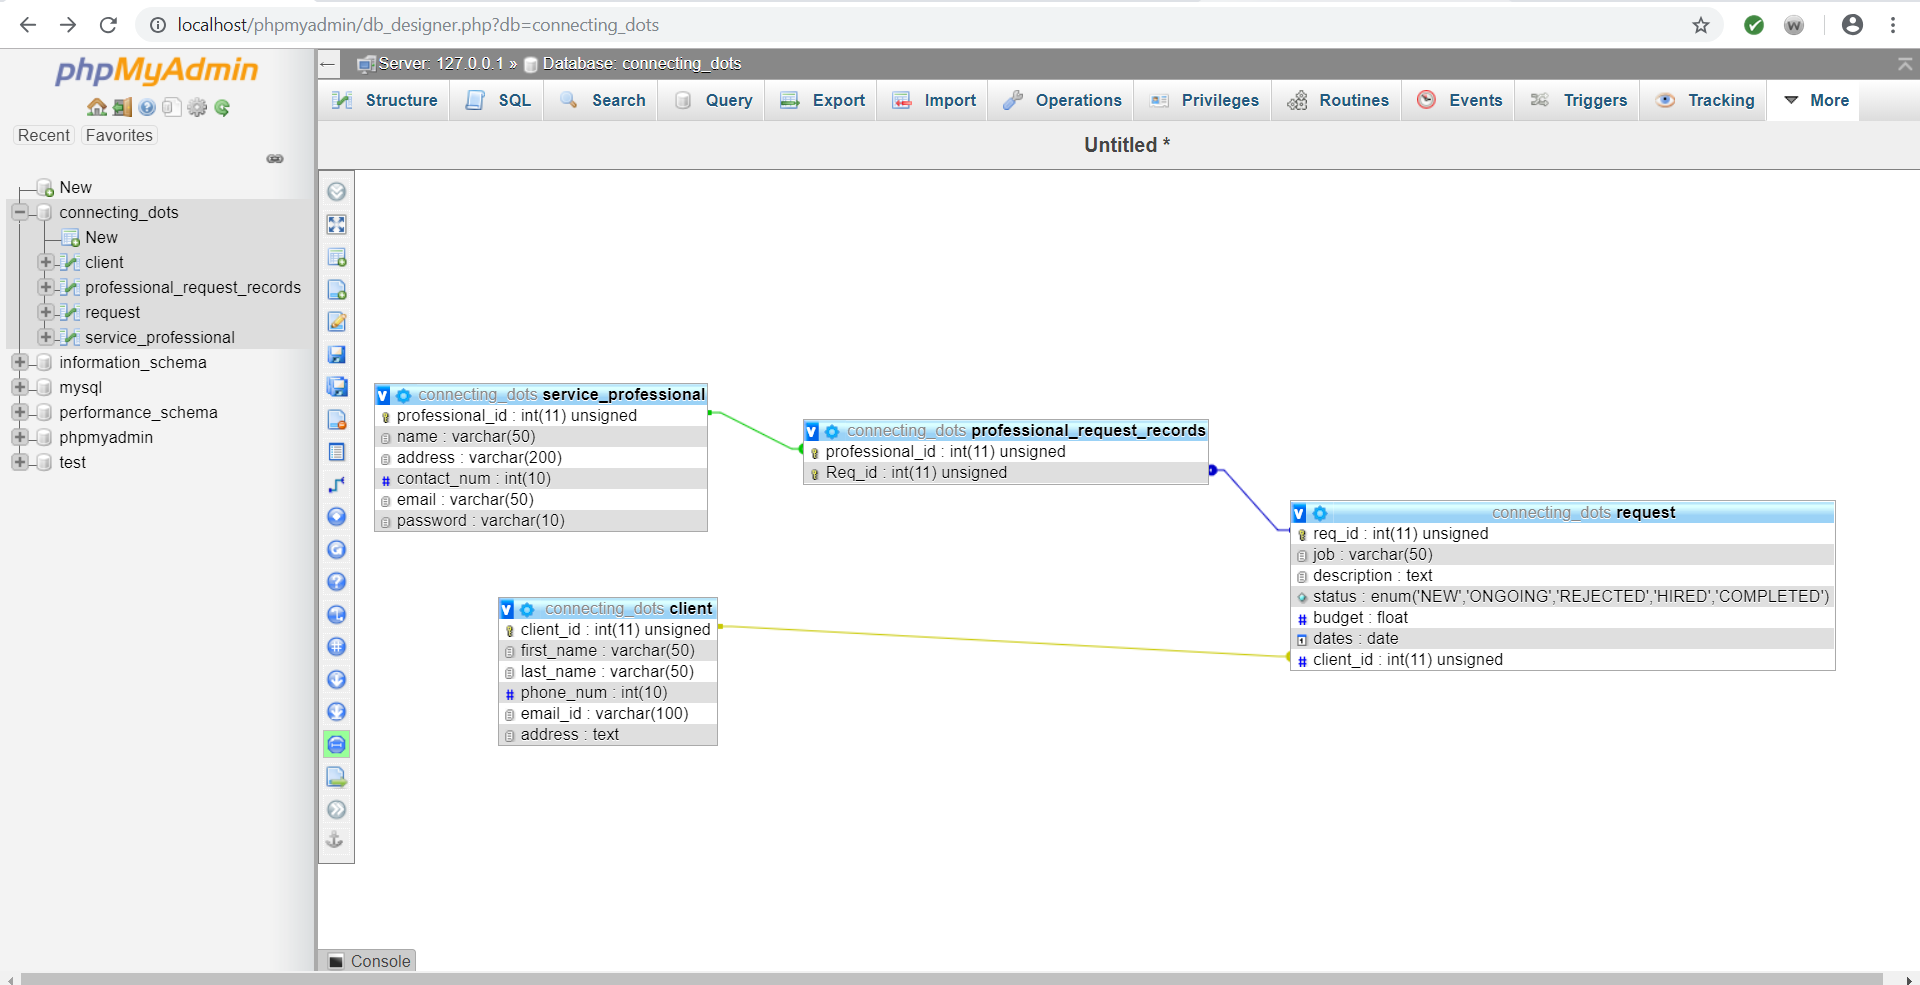 localhost/phpmyadmin/db_designer.php?db=connecting_dots
W
phpMyAdmin
Recent Favorites
New
connecting_dots
New
client
professional_request_records
request
service_professional
information_schema
mysql
performance_schema
phpmyadmin
test
Server: 127.0.0.1 » Database: connecting_dots
Structure SQL Search Query Export Import Operations Privileges Routines Events Triggers Tracking More
Untitled *
V connecting_dots service_professional
professional_id : int(11) unsigned
name : varchar(50)
address : varchar(200)
# contact_num : int(10)
email : varchar(50)
password : varchar(10)
V connecting_dots professional_request_records
professional_id : int(11) unsigned
Req_id : int(11) unsigned
V connecting_dots request
req_id : int(11) unsigned
job : varchar(50)
description : text
status : enum('NEW','ONGOING','REJECTED','HIRED','COMPLETED')
# budget : float
dates : date
# client_id : int(11) unsigned
V connecting_dots client
client_id : int(11) unsigned
first_name : varchar(50)
last_name : varchar(50)
# phone_num : int(10)
email_id : varchar(100)
address : text
Console